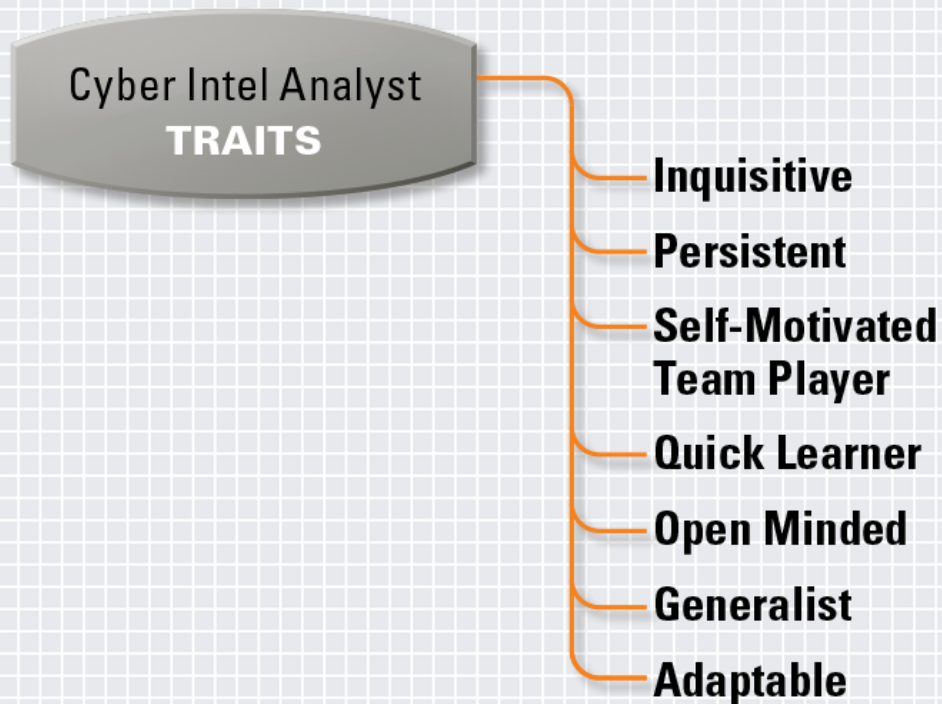 Cyber Intel Analyst
TRAITS
Inquisitive
Persistent
Self-Motivated
Team Player
Quick Learner
Open Minded
Generalist
Adaptable